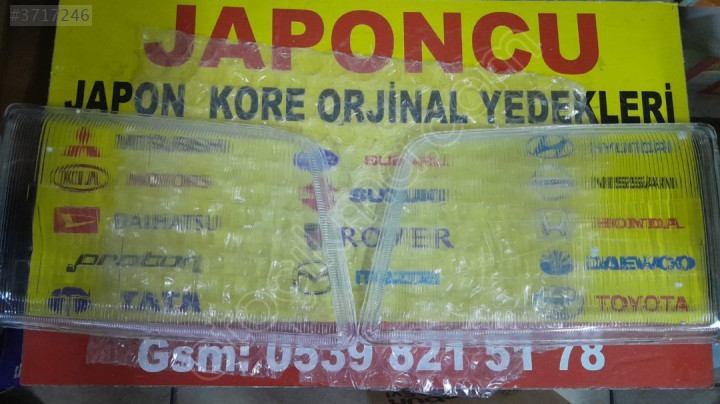 #3717246
JAPONCU
JAPON KORE ORJİNAL YEDEKLERİ
MITSUBISHI SUBARU HYUNDAI
KIA MOTORS SUZUKI NISSAN
DAIHATSU ROVER HONDA
proton mazda DAEWOO
TATA TOYOTA
Gsm: 0539 821 51 78